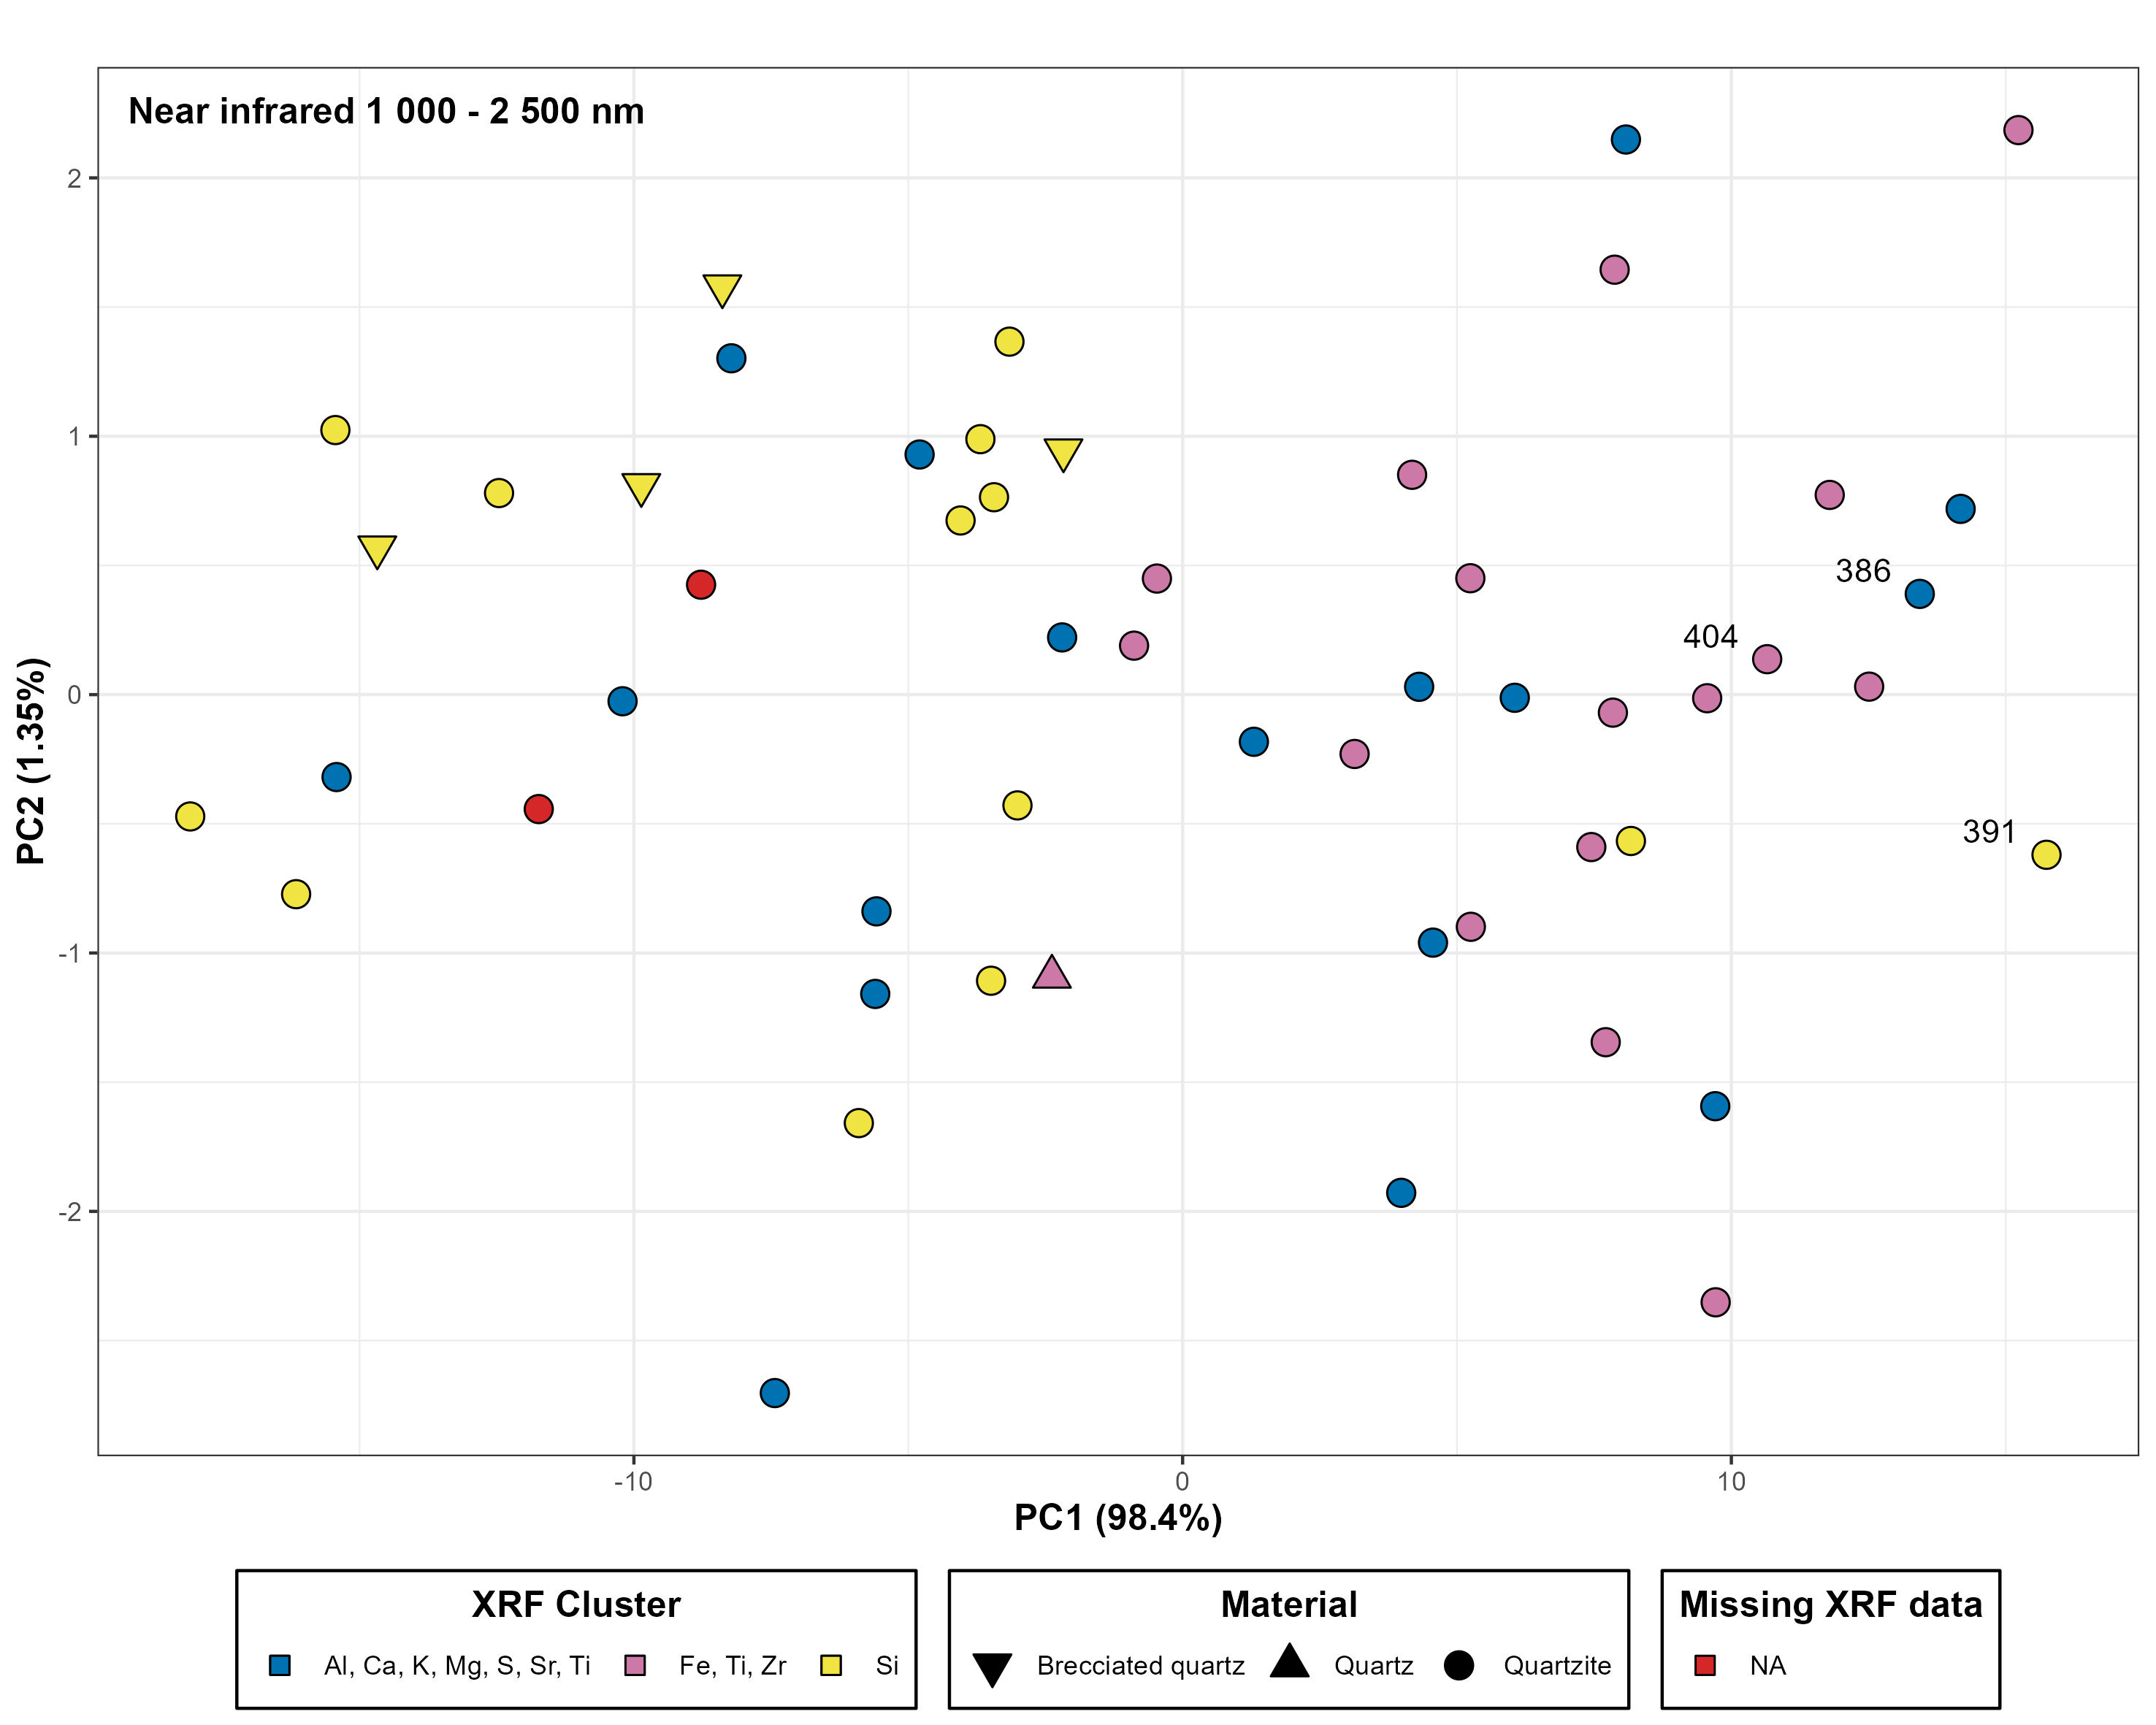 Near infrared 1 000 - 2 500 nm
2
1
386
404
0
391
-1
-2
PC2 (1.35%)
-10
0
10
PC1 (98.4%)
XRF Cluster
Al, Ca, K, Mg, S, Sr, Ti
Fe, Ti, Zr
Si
Material
Brecciated quartz
Quartz
Quartzite
Missing XRF data
NA